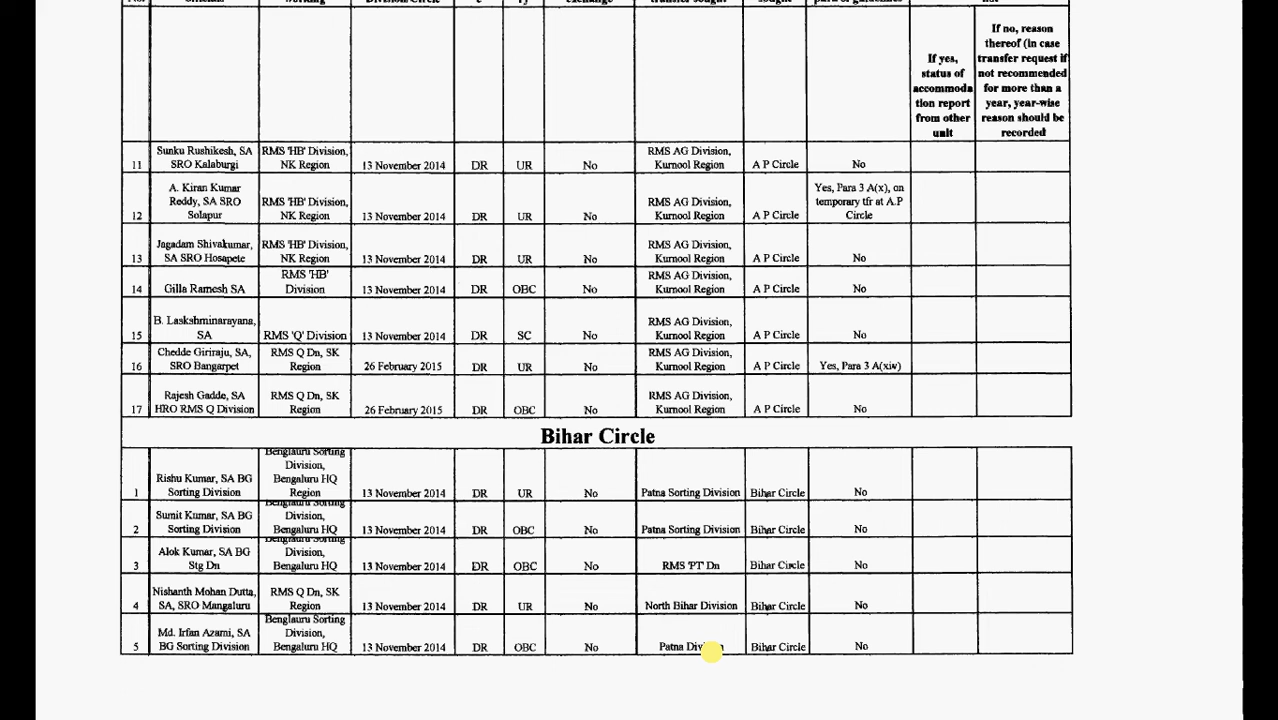 If yes, status of accommoda tion report from other unit
If no, reason thereof (in case transfer request if not recommended for more than a year, year-wise reason should be recorded
11 Sunku Rushikesh, SA SRO Kalaburgi RMS 'HB' Division, NK Region 13 November 2014 DR UR No RMS AG Division, Kurnool Region A P Circle No
12 A. Kiran Kumar Reddy, SA SRO Solapur RMS 'HB' Division, NK Region 13 November 2014 DR UR No RMS AG Division, Kurnool Region A P Circle Yes, Para 3 A(x), on temporary tfr at A.P Circle
13 Jagadam Shivakumar, SA SRO Hosapete RMS 'HB' Division, NK Region 13 November 2014 DR UR No RMS AG Division, Kurnool Region A P Circle No
14 Gilla Ramesh SA RMS 'HB' Division 13 November 2014 DR OBC No RMS AG Division, Kurnool Region A P Circle No
15 B. Laskshminarayana, SA RMS 'Q' Division 13 November 2014 DR SC No RMS AG Division, Kurnool Region A P Circle No
16 Chedde Giriraju, SA, SRO Bangarpet RMS Q Dn, SK Region 26 February 2015 DR UR No RMS AG Division, Kurnool Region A P Circle Yes, Para 3 A(xiv)
17 Rajesh Gadde, SA HRO RMS Q Division RMS Q Dn, SK Region 26 February 2015 DR OBC No RMS AG Division, Kurnool Region A P Circle No
Bihar Circle
1 Rishu Kumar, SA BG Sorting Division Benglauru Sorting Division, Bengaluru HQ Region 13 November 2014 DR UR No Patna Sorting Division Bihar Circle No
2 Sumit Kumar, SA BG Sorting Division Division, Bengaluru HQ 13 November 2014 DR OBC No Patna Sorting Division Bihar Circle No
3 Alok Kumar, SA BG Stg Dn Division, Bengaluru HQ 13 November 2014 DR OBC No RMS 'PT' Dn Bihar Circle No
4 Nishanth Mohan Dutta, SA, SRO Mangaluru RMS Q Dn, SK Region 13 November 2014 DR UR No North Bihar Division Bihar Circle No
5 Md. Irfan Azami, SA BG Sorting Division Benglauru Sorting Division, Bengaluru HQ 13 November 2014 DR OBC No Patna Bihar Circle No